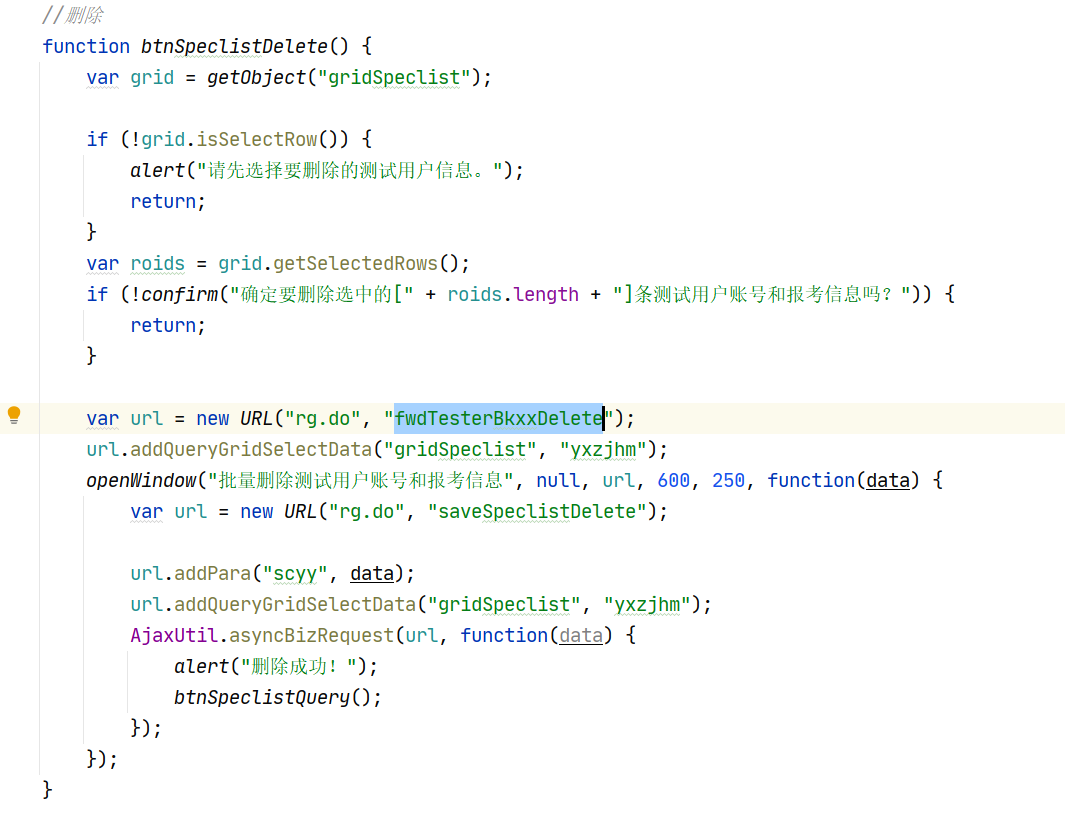 //删除
function btnSpeclistDelete() {
    var grid = getObject("gridSpeclist");

    if (!grid.isSelectRow()) {
        alert("请先选择要删除的测试用户信息。");
        return;
    }
    var roids = grid.getSelectedRows();
    if (!confirm("确定要删除选中的[" + roids.length + "]条测试用户账号和报考信息吗？")) {
        return;
    }

    var url = new URL("rg.do", "fwdTesterBkxxDelete");
    url.addQueryGridSelectData("gridSpeclist", "yxzjhm");
    openWindow("批量删除测试用户账号和报考信息", null, url, 600, 250, function(data) {
        var url = new URL("rg.do", "saveSpeclistDelete");

        url.addPara("scyy", data);
        url.addQueryGridSelectData("gridSpeclist", "yxzjhm");
        AjaxUtil.asyncBizRequest(url, function(data) {
            alert("删除成功！");
            btnSpeclistQuery();
        });
    });
}